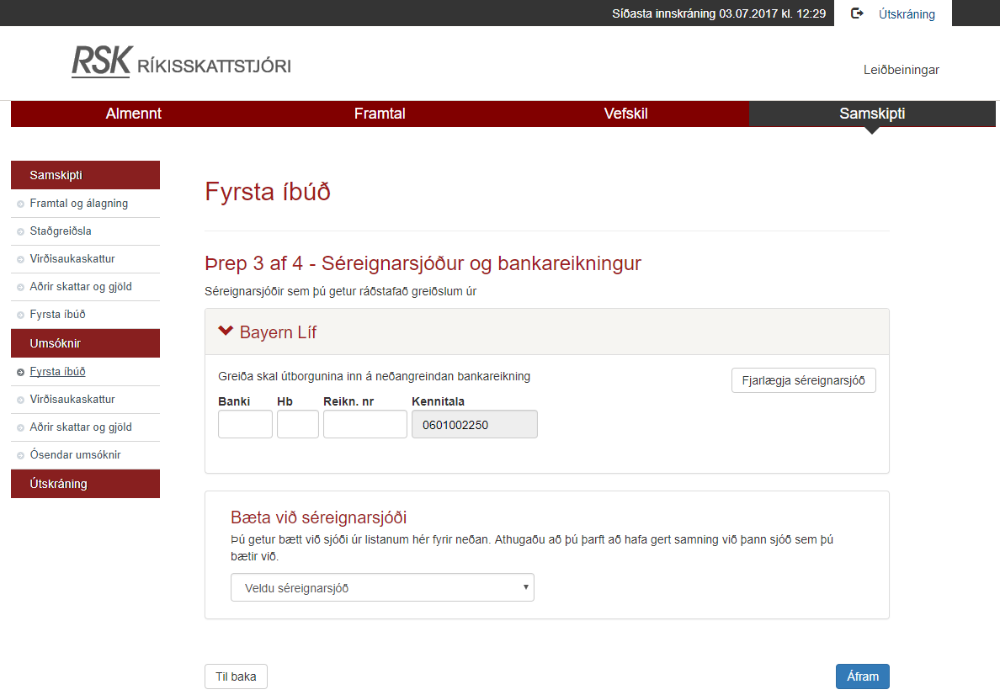 Síðasta innskráning 03.07.2017 kl. 12:29
Útskráning
RSK RÍKISSKATTSTJÓRI
Leiðbeiningar
Almennt
Framtal
Vefskil
Samskipti
Samskipti
Framtal og álagning
Staðgreiðsla
Virðisaukaskattur
Aðrir skattar og gjöld
Fyrsta íbúð
Umsóknir
Fyrsta íbúð
Virðisaukaskattur
Aðrir skattar og gjöld
Ósendar umsóknir
Útskráning
Fyrsta íbúð
Þrep 3 af 4 - Séreignarsjóður og bankareikningur
Séreignarsjóðir sem þú getur ráðstafað greiðslum úr
Bayern Líf
Greiða skal útborgunina inn á neðangreindan bankareikning
Fjarlægja séreignarsjóð
Banki Hb Reikn. nr Kennitala
0601002250
Bæta við séreignarsjóði
Þú getur bætt við sjóði úr listanum hér fyrir neðan. Athugaðu að þú þarft að hafa gert samning við þann sjóð sem þú
bætir við.
Veldu séreignarsjóð
Til baka
Áfram